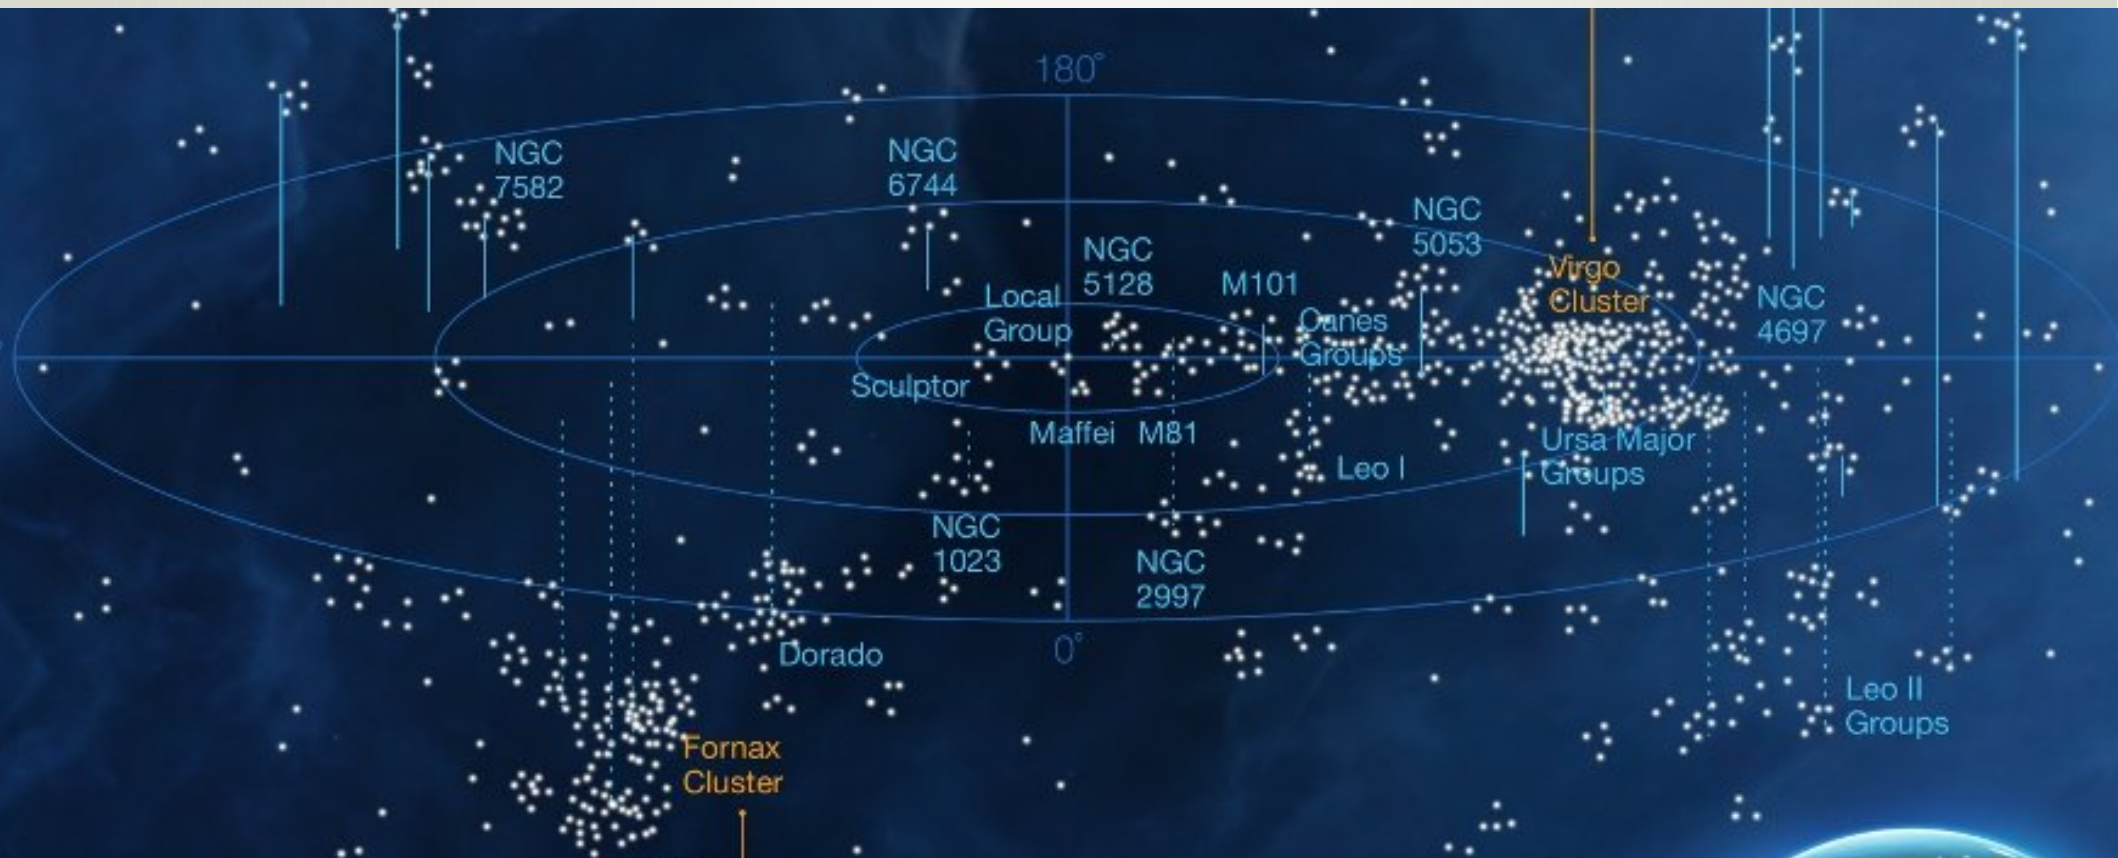 180°
NGC
7582
NGC
6744
NGC
5053
NGC
5128
M101
Virgo
Cluster
Local
Group
Canes
Groups
NGC
4697
Sculptor
Maffei
M81
Leo I
Ursa Major
Groups
NGC
1023
NGC
2997
Dorado
0°
Leo II
Groups
Fornax
Cluster